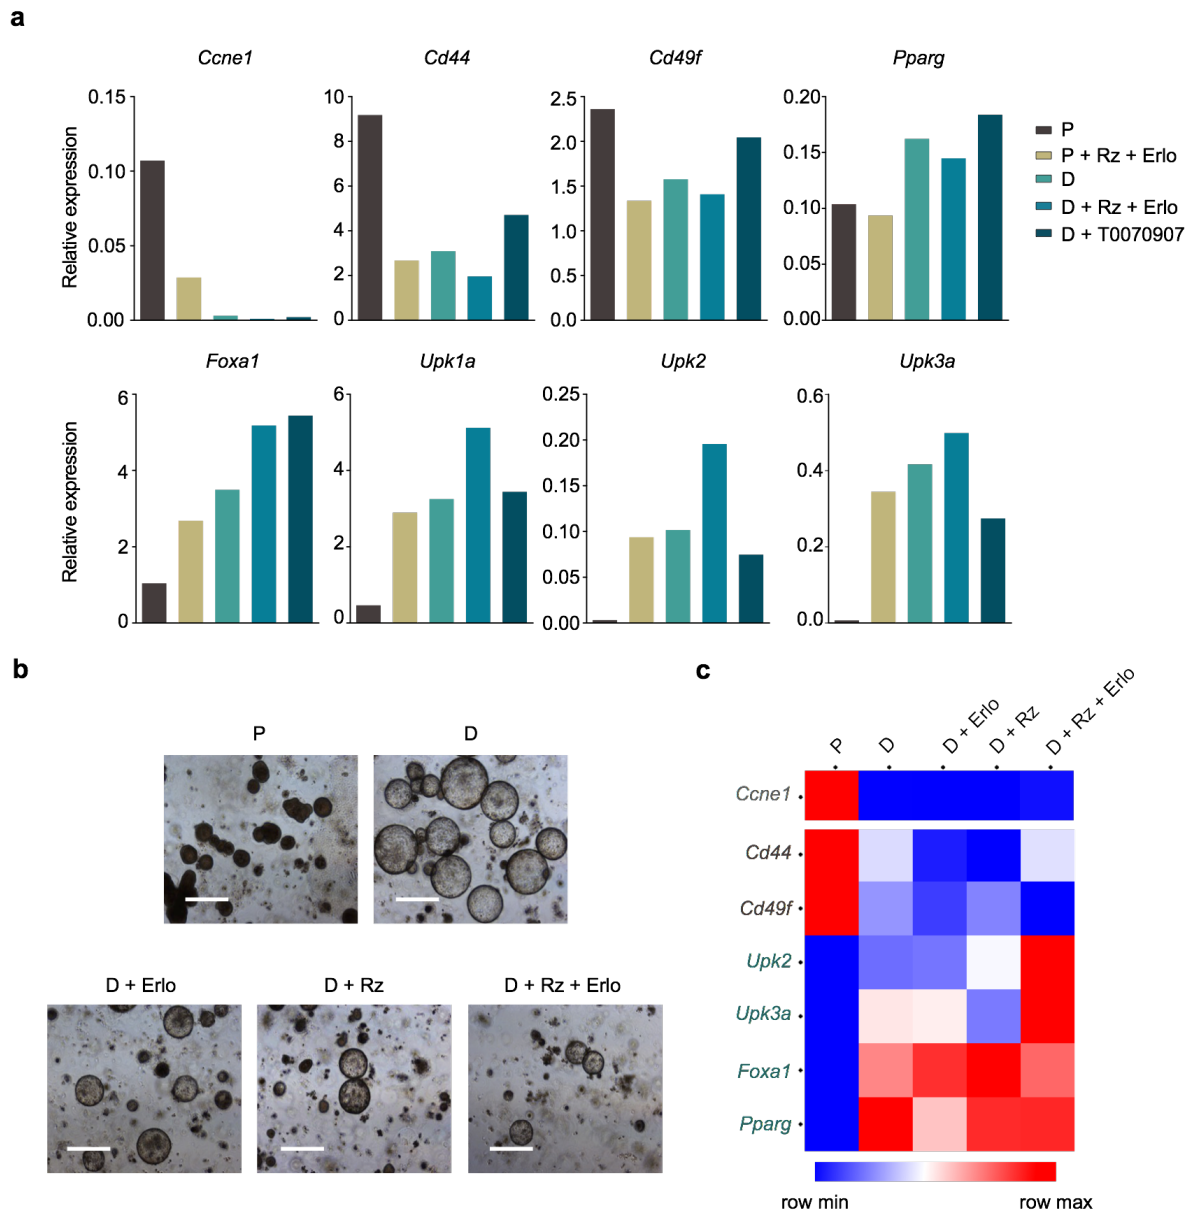 a
Ccne1
Cd44
Cd49f
Pparg
Relative expression
0.15
0.10
0.05
0.00
10
8
6
4
2
0
2.5
2.0
1.5
1.0
0.5
0.0
0.20
0.15
0.10
0.05
0.00
P
P + Rz + Erlo
D
D + Rz + Erlo
D + T0070907
Foxa1
Upk1a
Upk2
Upk3a
Relative expression
6
4
2
0
6
4
2
0
0.25
0.20
0.15
0.10
0.05
0.00
0.6
0.4
0.2
0.0
b
P
D
D + Erlo
D + Rz
D + Rz + Erlo
c
P
D
D + Erlo
D + Rz
D + Rz + Erlo
Ccne1
Cd44
Cd49f
Upk2
Upk3a
Foxa1
Pparg
row min
row max